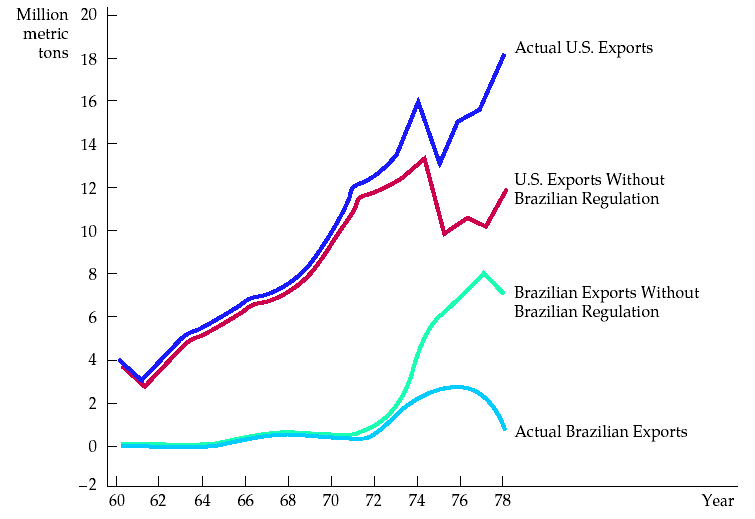 Million
metric
tons
20
18
16
14
12
10
8
6
4
2
0
−2
Actual U.S. Exports
U.S. Exports Without
Brazilian Regulation
Brazilian Exports Without
Brazilian Regulation
Actual Brazilian Exports
60 62 64 66 68 70 72 74 76 78 Year